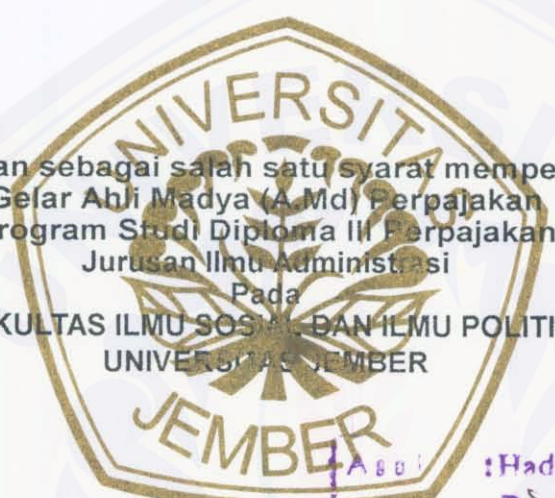 UNIVERSITAS
an sebagai salah satu syarat mempe
Gelar Ahli Madya (A.Md) Perpajakan
rogram Studi Diploma III Perpajakan
Jurusan Ilmu Administrasi
Pada
KULTAS ILMU SOSIAL DAN ILMU POLITI
UNIVERSITAS JEMBER
JEMBER
:Had